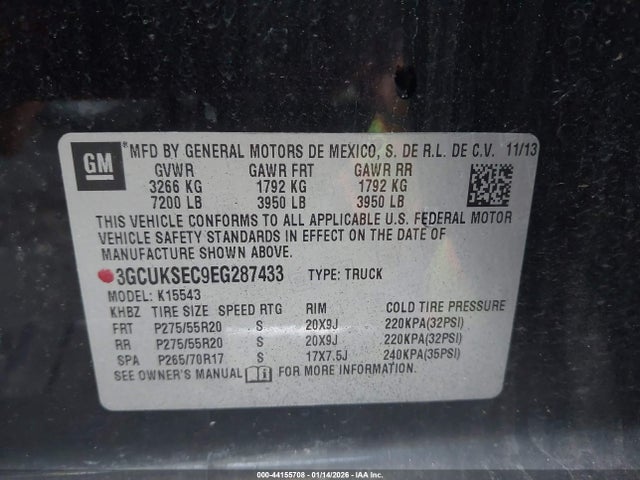 GM *MFD BY GENERAL MOTORS DE MEXICO, S. DE R.L. DE C.V. 11/13
GVWR GAWR FRT GAWR RR
3266 KG 1792 KG 1792 KG
7200 LB 3950 LB 3950 LB
THIS VEHICLE CONFORMS TO ALL APPLICABLE U.S. FEDERAL MOTOR
VEHICLE SAFETY STANDARDS IN EFFECT ON THE DATE OF
MANUFACTURE SHOWN ABOVE.
3GCUKSEC9EG287433 TYPE: TRUCK
MODEL: K15543
KHBZ TIRE SIZE SPEED RTG RIM COLD TIRE PRESSURE
FRT P275/55R20 S 20X9J 220KPA(32PSI)
RR P275/55R20 S 20X9J 220KPA(32PSI)
SPA P265/70R17 S 17X7.5J 240KPA(35PSI)
SEE OWNER'S MANUAL FOR MORE INFORMATION.
000-44155708 - 01/14/2026 - IAA Inc.